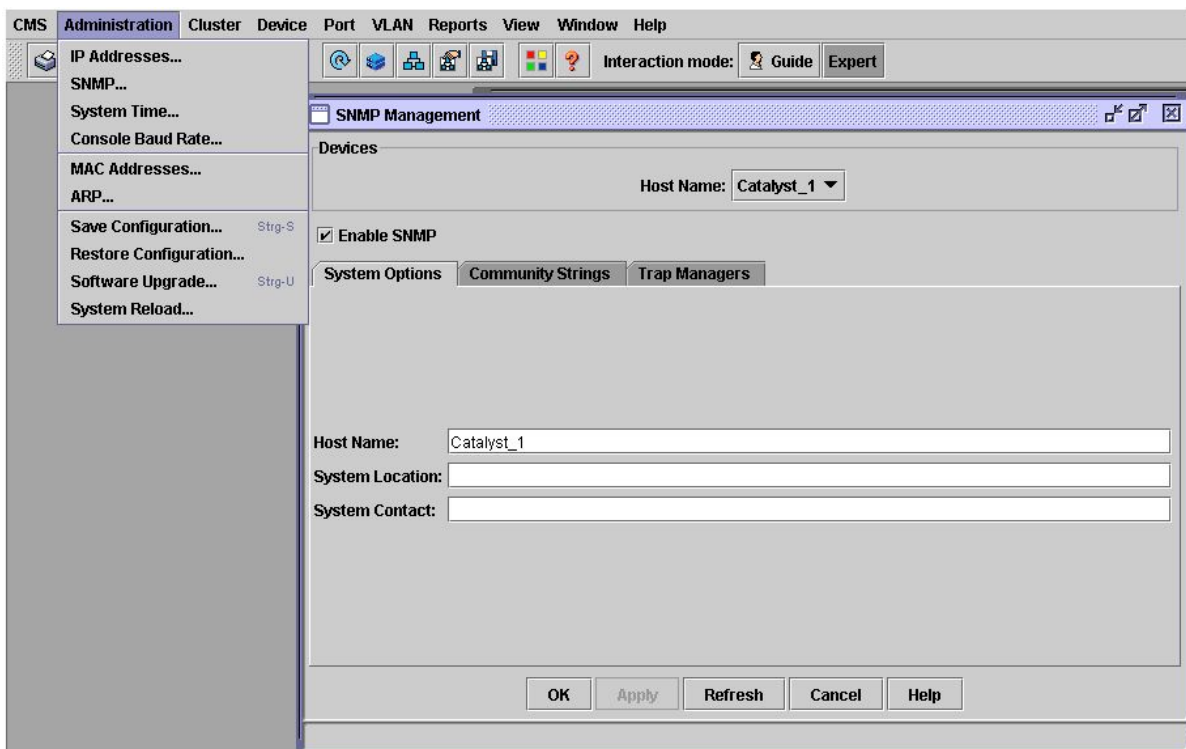 CMS Administration Cluster Device Port VLAN Reports View Window Help
Interaction mode: Guide Expert
IP Addresses...
SNMP...
System Time...
Console Baud Rate...
MAC Addresses...
ARP...
Save Configuration... Strg-S
Restore Configuration...
Software Upgrade... Strg-U
System Reload...
SNMP Management
Devices
Host Name: Catalyst_1
Enable SNMP
System Options Community Strings Trap Managers
Host Name: Catalyst_1
System Location:
System Contact:
OK Apply Refresh Cancel Help